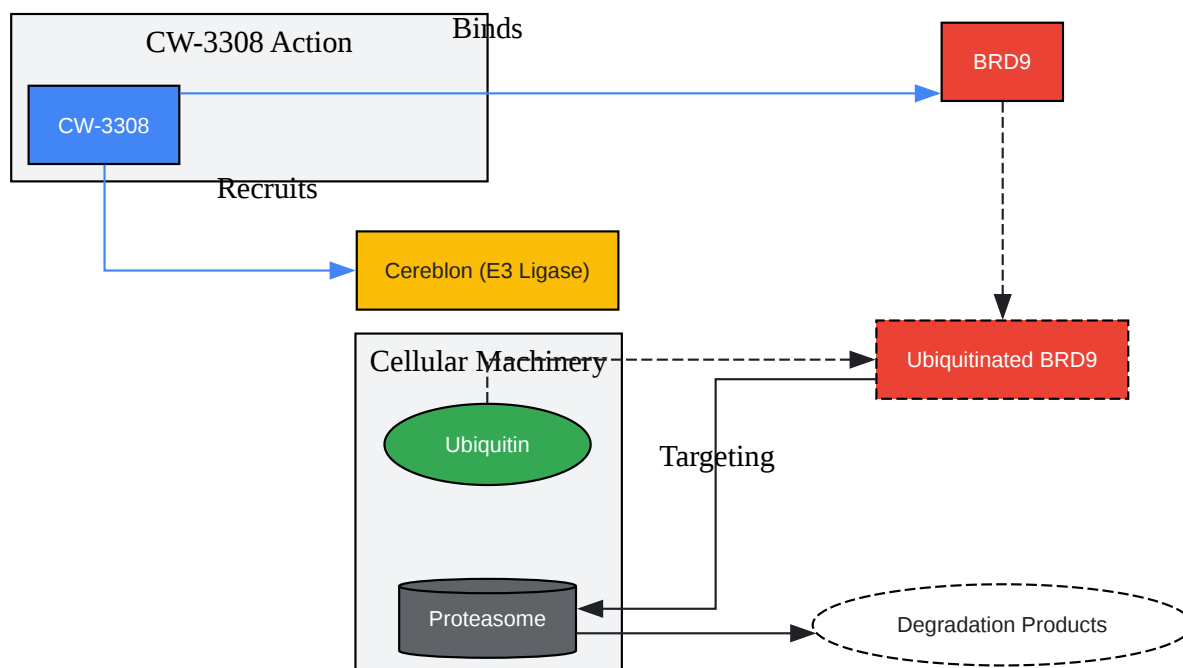 Binds
CW-3308 Action
BRD9
CW-3308
Recruits
Cereblon (E3 Ligase)
Cellular Machinery
Ubiquitinated BRD9
Ubiquitin
Targeting
Proteasome
Degradation Products